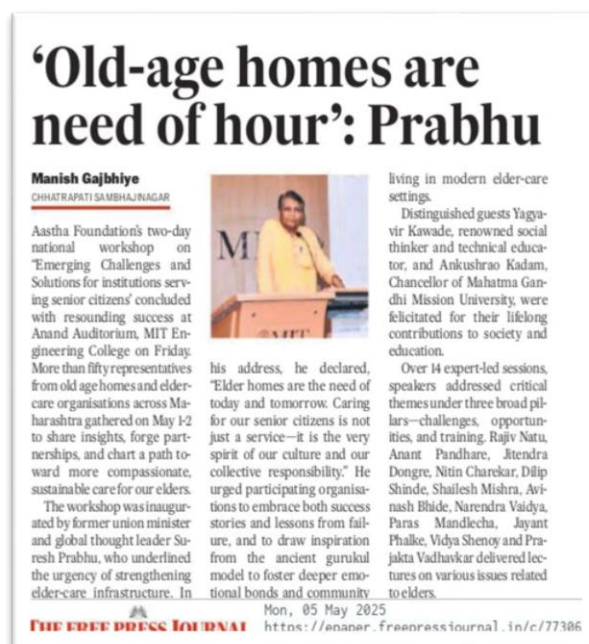 ‘Old-age homes are
need of hour’: Prabhu
Manish Gajbhiye
CHHATRAPATI SAMBHAJINAGAR
Aastha Foundation's two-day
national workshop on
"Emerging Challenges and
Solutions for institutions serv-
ing senior citizens' concluded
with resounding success at
Anand Auditorium, MIT En-
gineering College on Friday.
More than fifty representatives
from old age homes and elder-
care organisations across Ma-
harashtra gathered on May 1-2
to share insights, forge part-
nerships, and chart a path to-
ward more compassionate,
sustainable care for our elders.
The workshop was inaugur-
ated by former union minister
and global thought leader Su-
resh Prabhu, who underlined
the urgency of strengthening
elder-care infrastructure. In
his address, he declared,
"Elder homes are the need of
today and tomorrow. Caring
for our senior citizens is not
just a service—it is the very
spirit of our culture and our
collective responsibility." He
urged participating organisa-
tions to embrace both success
stories and lessons from fail-
ure, and to draw inspiration
from the ancient gurukul
model to foster deeper emo-
tional bonds and community
living in modern elder-care
settings.
Distinguished guests Yagya-
vir Kawade, renowned social
thinker and technical educa-
tor, and Ankushrao Kadam,
Chancellor of Mahatma Gan-
dhi Mission University, were
felicitated for their lifelong
contributions to society and
education.
Over 14 expert-led sessions,
speakers addressed critical
themes under three broad pil-
lars—challenges, opportun-
ities, and training. Rajiv Natu,
Anant Pandhare, Jitendra
Dongre, Nitin Charekar, Dilip
Shinde, Shailesh Mishra, Avi-
nash Bhide, Narendra Vaidya,
Paras Mandlecha, Jayant
Phalke, Vidya Shenoy and Pra-
jakta Vadhavkar delivered lec-
tures on various issues related
to elders.
THE FREE PRESS JOURNAL
Mon, 05 May 2025
https://epaper.freepressjournal.in/c/77306